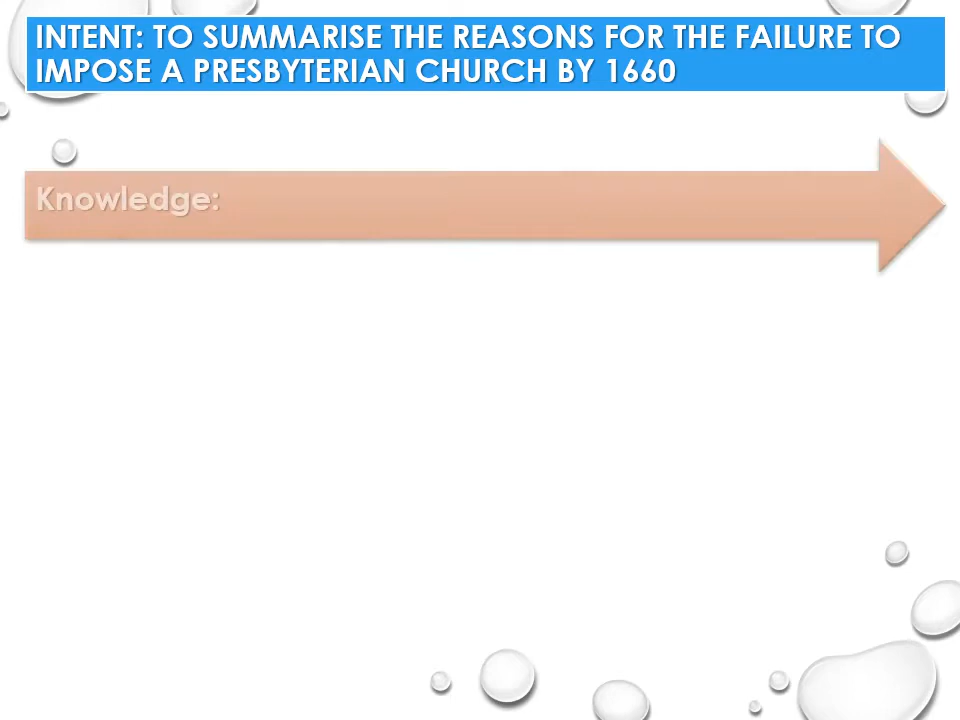 INTENT: TO SUMMARISE THE REASONS FOR THE FAILURE TO
IMPOSE A PRESBYTERIAN CHURCH BY 1660
Knowledge: